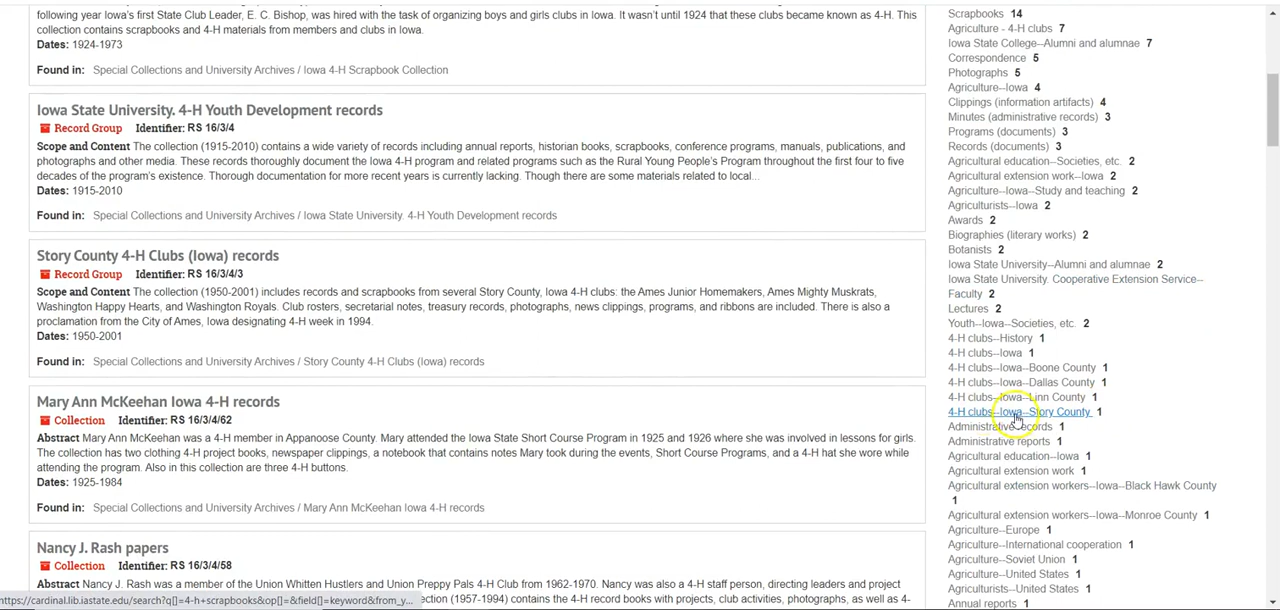 following year Iowa's first State Club Leader, E. C. Bishop, was hired with the task of organizing boys and girls clubs in Iowa. It wasn't until 1924 that these clubs became known as 4-H. This
collection contains scrapbooks and 4-H materials from members and clubs in Iowa.
Dates: 1924-1973
Found in: Special Collections and University Archives / Iowa 4-H Scrapbook Collection
Iowa State University. 4-H Youth Development records
Record Group Identifier: RS 16/3/4
Scope and Content The collection (1915-2010) contains a wide variety of records including annual reports, historian books, scrapbooks, conference programs, manuals, publications, and
photographs and other media. These records thoroughly document the Iowa 4-H program and related programs such as the Rural Young People's Program throughout the first four to five
decades of the program's existence. Thorough documentation for more recent years is currently lacking. Though there are some materials related to local...
Dates: 1915-2010
Found in: Special Collections and University Archives / Iowa State University. 4-H Youth Development records
Story County 4-H Clubs (Iowa) records
Record Group Identifier: RS 16/3/4/3
Scope and Content The collection (1950-2001) includes records and scrapbooks from several Story County, Iowa 4-H clubs: the Ames Junior Homemakers, Ames Mighty Muskrats,
Washington Happy Hearts, and Washington Royals. Club rosters, secretarial notes, treasury records, photographs, news clippings, programs, and ribbons are included. There is also a
proclamation from the City of Ames, Iowa designating 4-H week in 1994.
Dates: 1950-2001
Found in: Special Collections and University Archives / Story County 4-H Clubs (Iowa) records
Mary Ann McKeehan Iowa 4-H records
Collection Identifier: RS 16/3/4/62
Abstract Mary Ann McKeehan was a 4-H member in Appanoose County. Mary attended the Iowa State Short Course Program in 1925 and 1926 where she was involved in lessons for girls.
The collection has two clothing 4-H project books, newspaper clippings, a notebook that contains notes Mary took during the events, Short Course Programs, and a 4-H hat she wore while
attending the program. Also in this collection are three 4-H buttons.
Dates: 1925-1984
Found in: Special Collections and University Archives / Mary Ann McKeehan Iowa 4-H records
Nancy J. Rash papers
Collection Identifier: RS 16/3/4/58
Abstract Nancy J. Rash was a member of the Union Whitten Husky and Union Preppy Pals 4-H Club from 1962-1970. Nancy was also a 4-H staff person, directing leaders and project
collection (1957-1994) contains the 4-H record books with projects, club activities, photographs, as well as 4-
https://cardinal.lib.iastate.edu/search?q[]=4-h+scrapbooks&op[]=&field[]=keyword&from_y...
Scrapbooks 14
Agriculture - 4-H clubs 7
Iowa State College--Alumni and alumnae 7
Correspondence 5
Photographs 5
Agriculture--Iowa 4
Clippings (information artifacts) 4
Minutes (administrative records) 3
Programs (documents) 3
Records (documents) 3
Agricultural education--Societies, etc. 2
Agricultural extension work--Iowa 2
Agriculture--Iowa--Study and teaching 2
Agriculturists--Iowa 2
Awards 2
Biographies (literary works) 2
Botanists 2
Iowa State University--Alumni and alumnae 2
Iowa State University. Cooperative Extension Service--
Faculty 2
Lectures 2
Youth--Iowa--Societies, etc. 2
4-H clubs--History 1
4-H clubs--Iowa 1
4-H clubs--Iowa--Boone County 1
4-H clubs--Iowa--Dallas County 1
4-H clubs--Iowa--Linn County 1
4-H clubs--Iowa--Story County 1
Administrative records 1
Administrative reports 1
Agricultural education--Iowa 1
Agricultural extension work 1
Agricultural extension workers--Iowa--Black Hawk County
1
Agricultural extension workers--Iowa--Monroe County 1
Agriculture--Europe 1
Agriculture--International cooperation 1
Agriculture--Soviet Union 1
Agriculture--United States 1
Agriculturists--United States 1
Annual reports 1